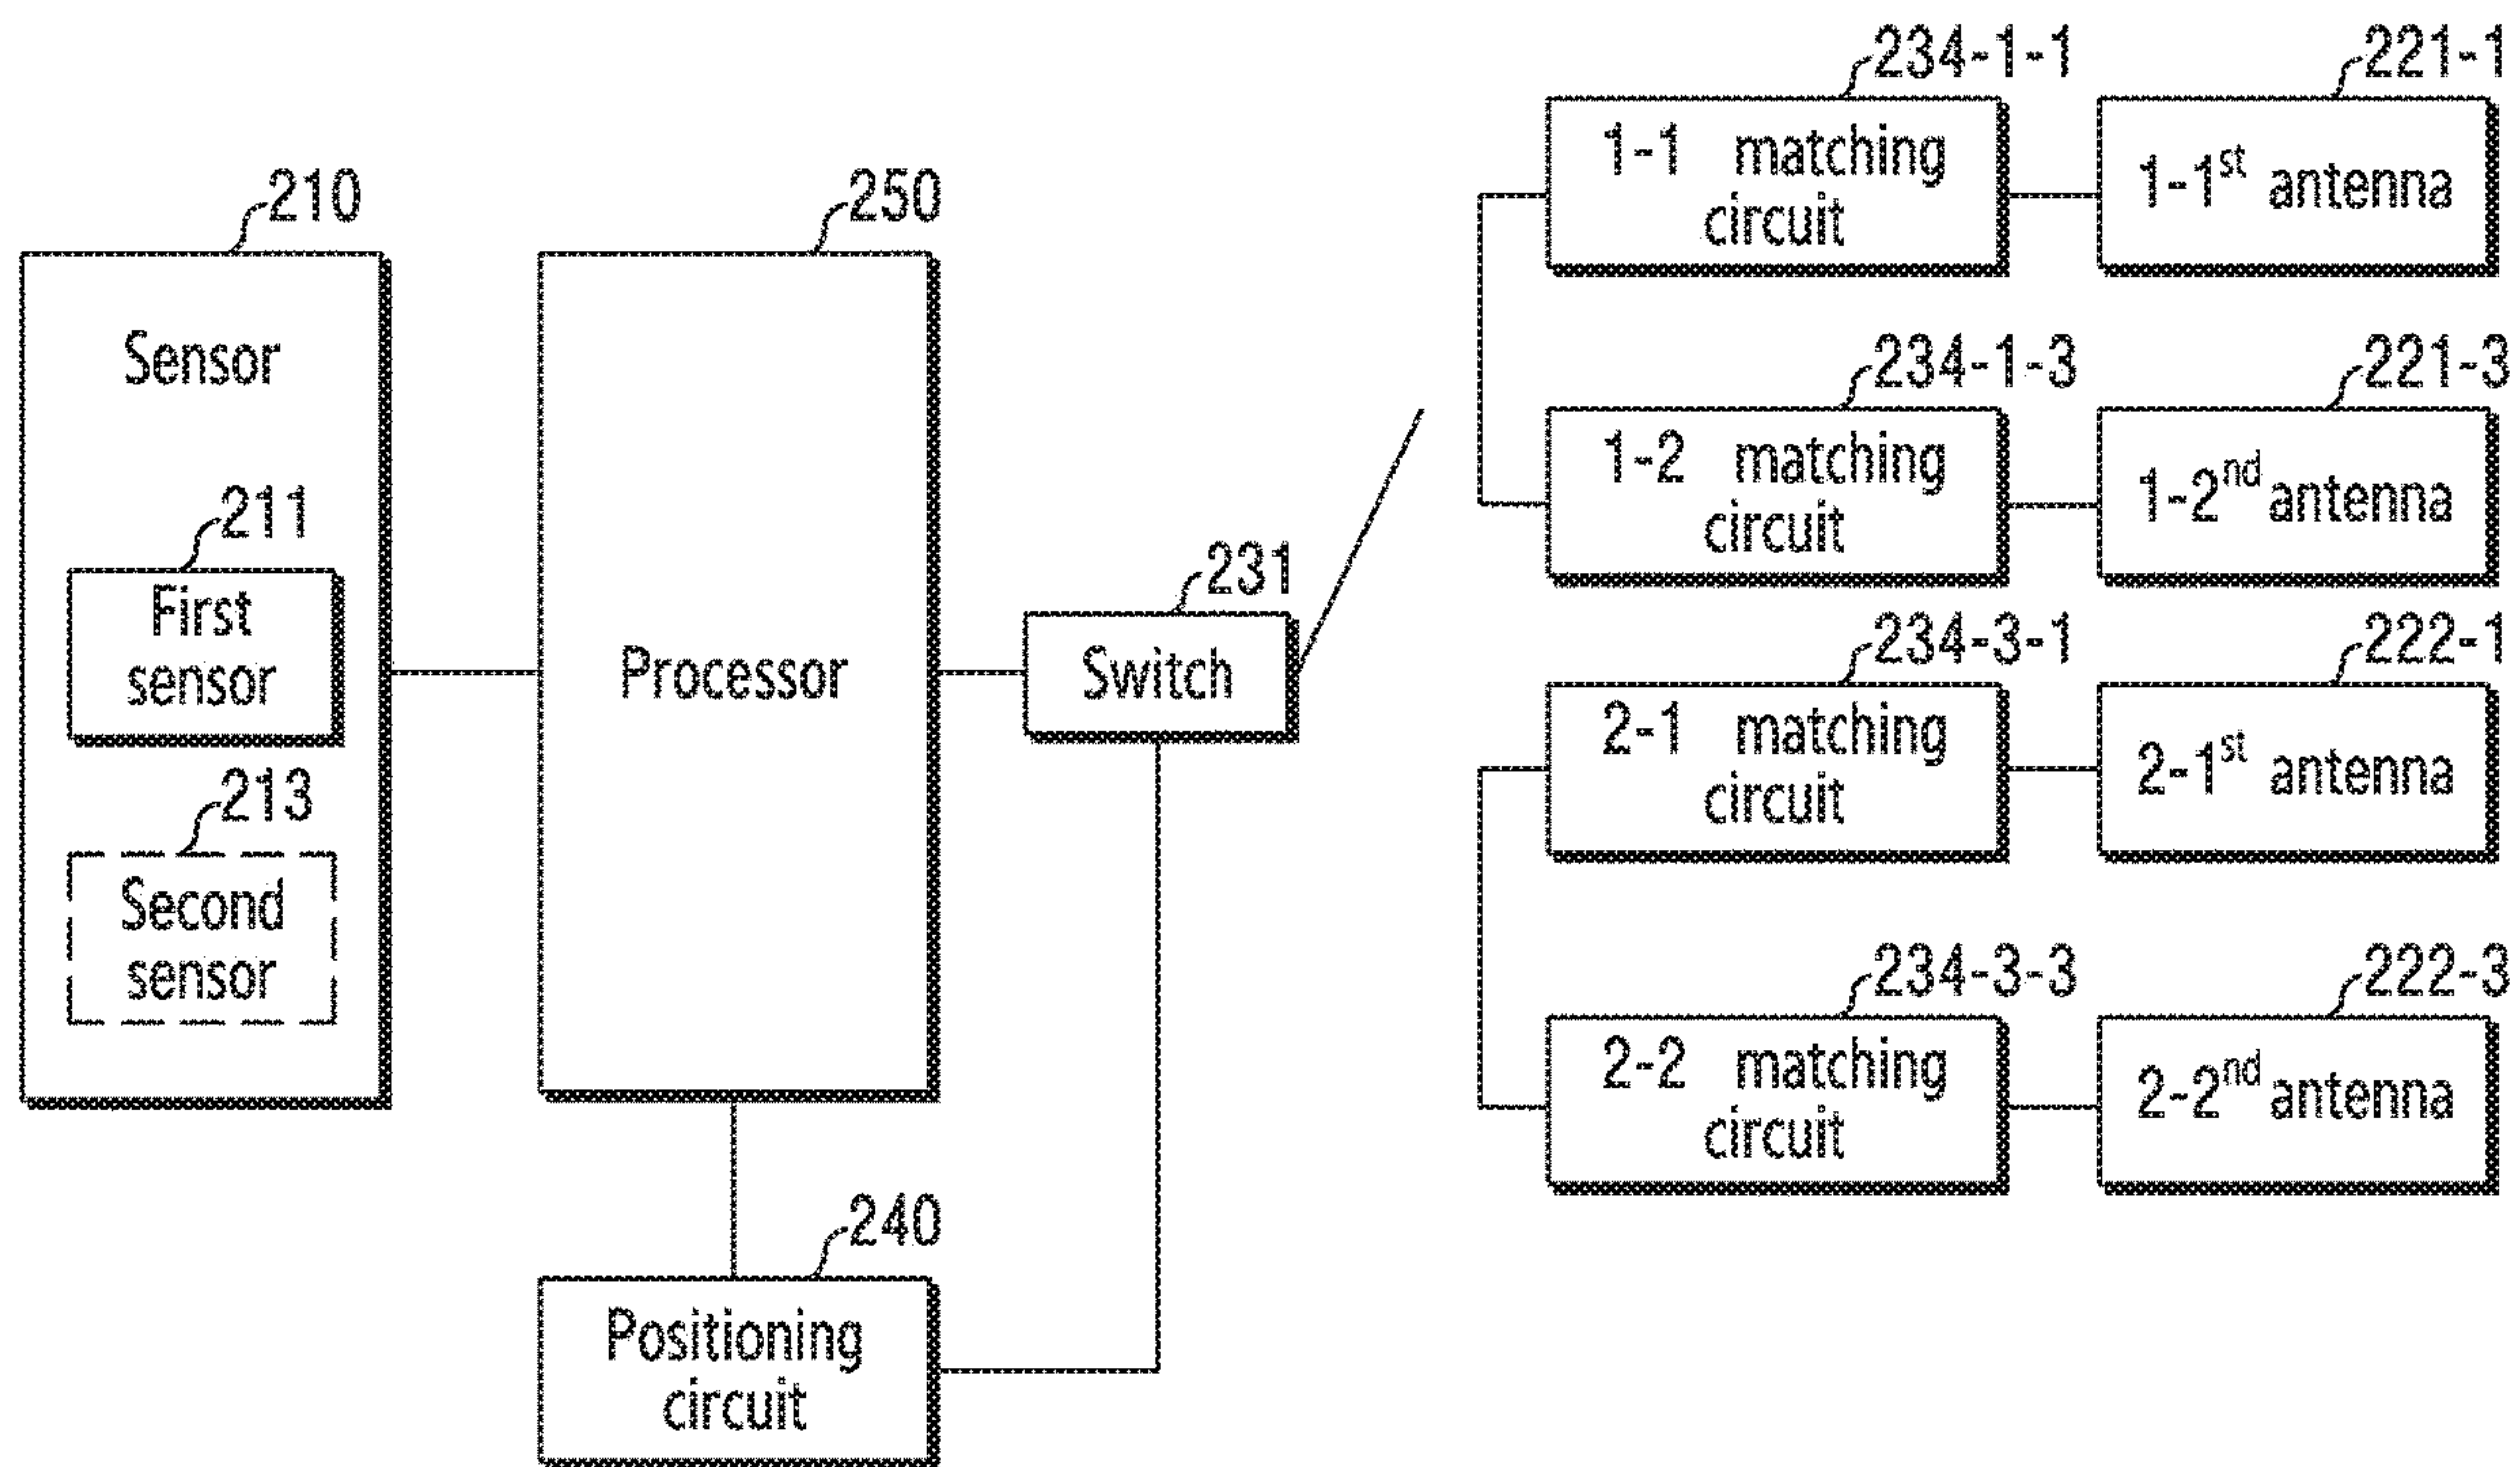 234-1-1
221-1
1-1 matching
circuit
1-1st antenna
210
250
Sensor
234-1-3
221-3
1-2 matching
circuit
1-2nd antenna
211
First
sensor
231
Switch
Processor
234-3-1
222-1
2-1 matching
circuit
2-1st antenna
213
Second
sensor
234-3-3
222-3
2-2 matching
circuit
2-2nd antenna
240
Positioning
circuit